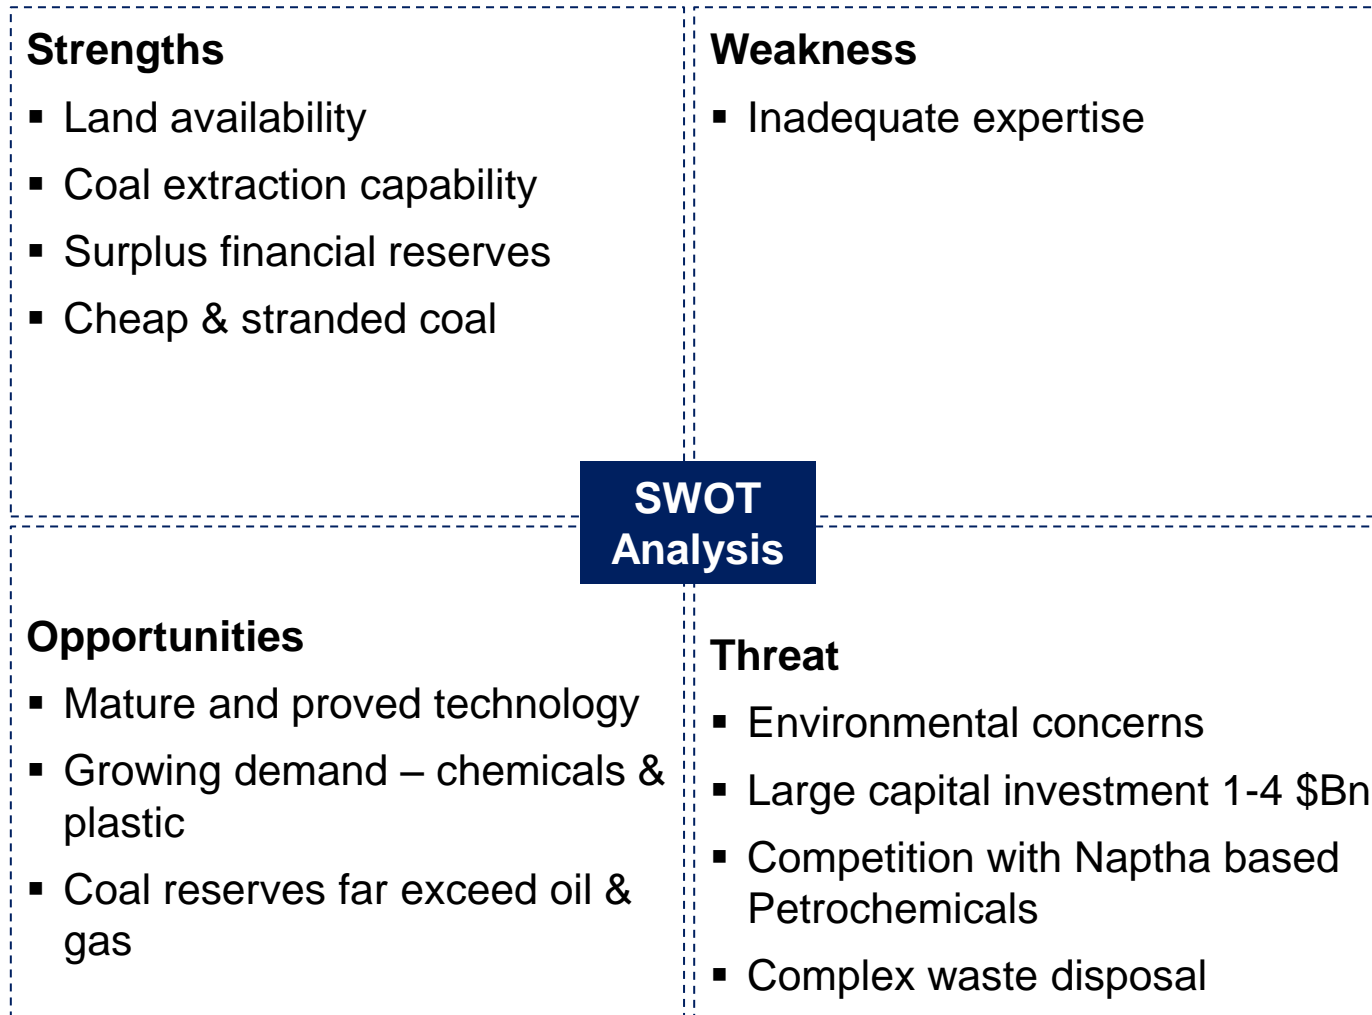 Strengths
▪ Land availability
▪ Coal extraction capability
▪ Surplus financial reserves
▪ Cheap & stranded coal
Weakness
▪ Inadequate expertise
SWOT
Analysis
Opportunities
▪ Mature and proved technology
▪ Growing demand – chemicals &
plastic
▪ Coal reserves far exceed oil &
gas
Threat
▪ Environmental concerns
▪ Large capital investment 1-4 $Bn
▪ Competition with Naptha based
Petrochemicals
▪ Complex waste disposal